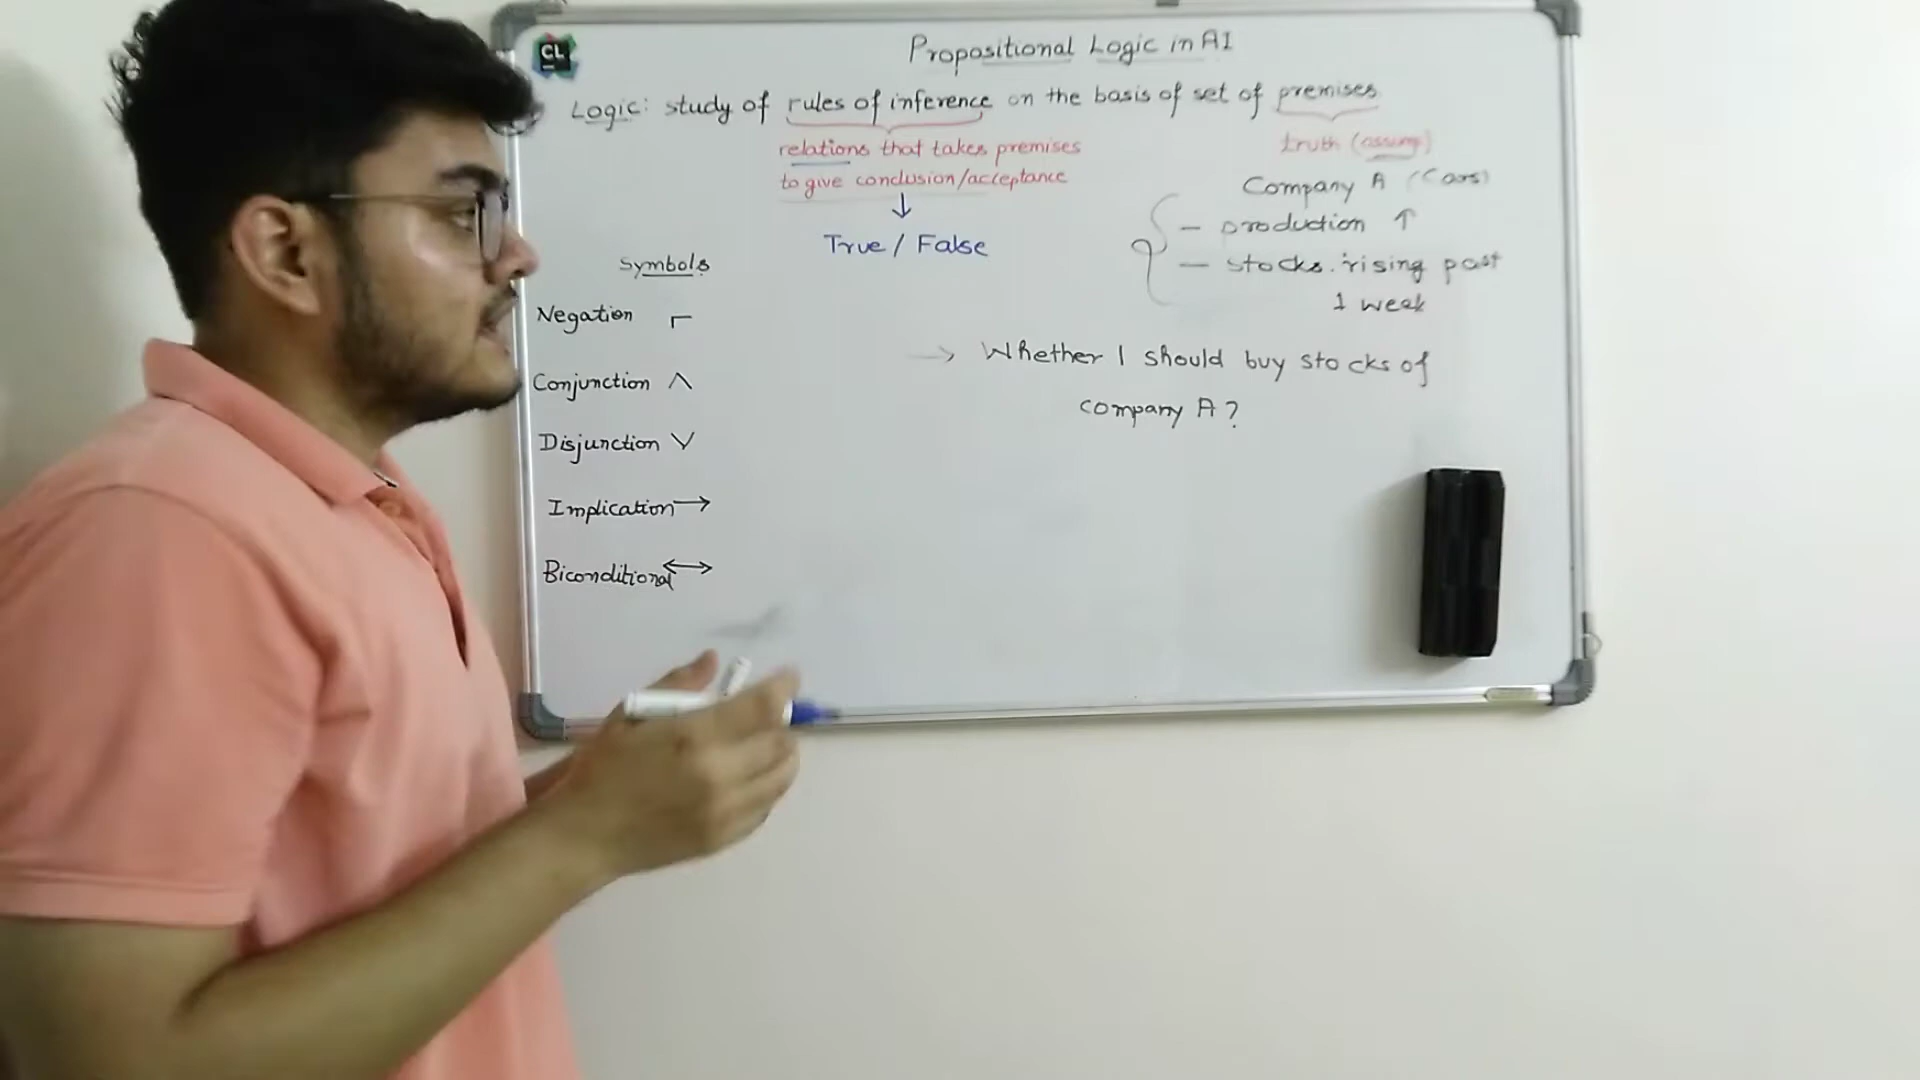 CL
Propositional Logic in AI
Logic: study of rules of inference on the basis of set of premises
relations that takes premises
to give conclusion/acceptance
↓
True / False
truth (assump)
Company A (Cars)
- production ↑
- stocks rising past
1 week
→ Whether I should buy stocks of
company A?
Symbols
Negation ┌
Conjunction ∧
Disjunction ∨
Implication →
Biconditional ↔